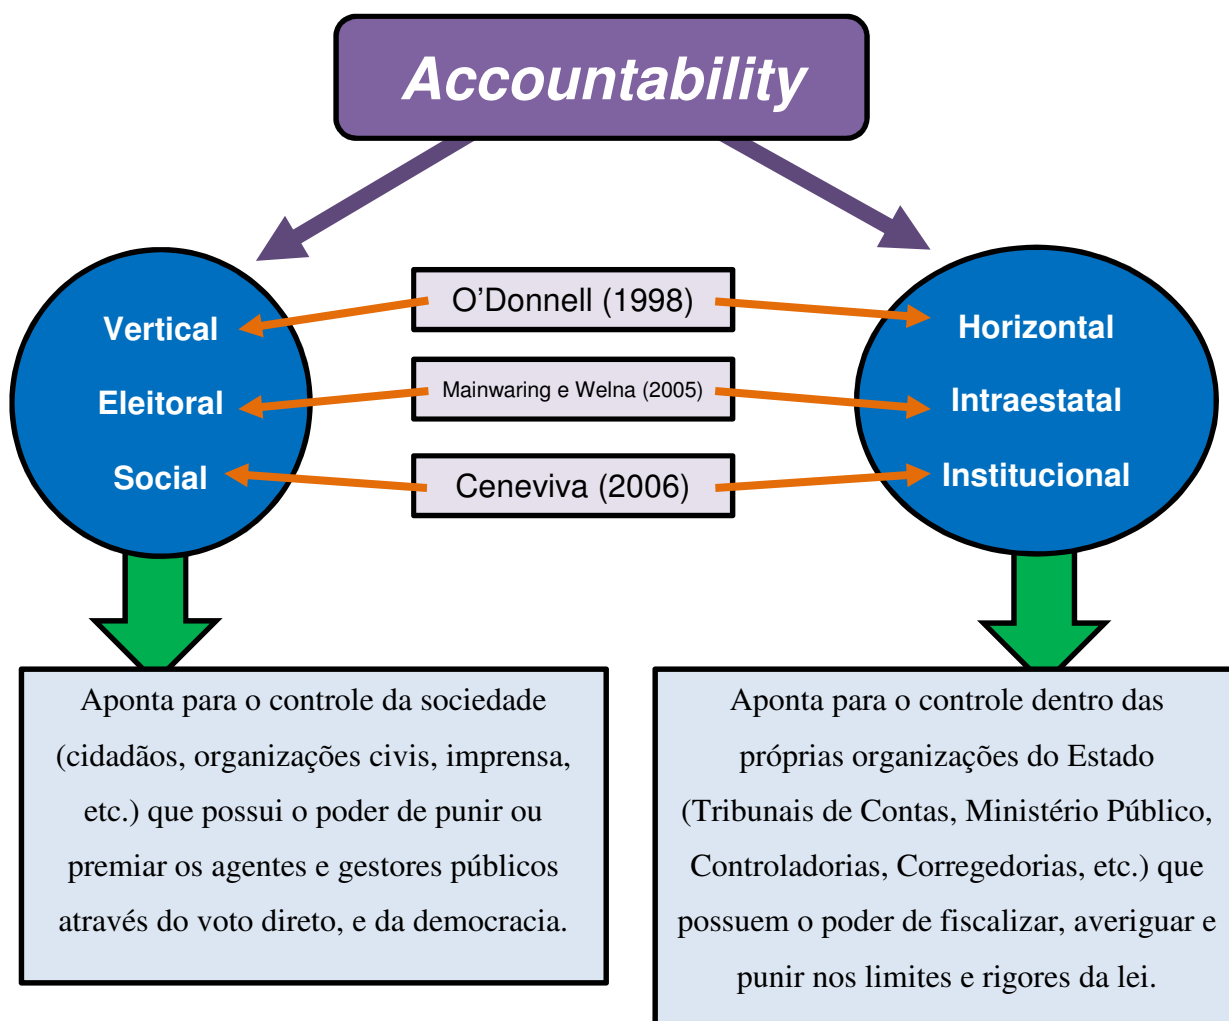 Accountability
Vertical
Eleitoral
Social
O’Donnell (1998)
Mainwaring e Welna (2005)
Ceneviva (2006)
Horizontal
Intraestatal
Institucional
Aponta para o controle da sociedade
(cidadãos, organizações civis, imprensa,
etc.) que possui o poder de punir ou
premiar os agentes e gestores públicos
através do voto direto, e da democracia.
Aponta para o controle dentro das
próprias organizações do Estado
(Tribunais de Contas, Ministério Público,
Controladorias, Corregedorias, etc.) que
possuem o poder de fiscalizar, averiguar e
punir nos limites e rigores da lei.